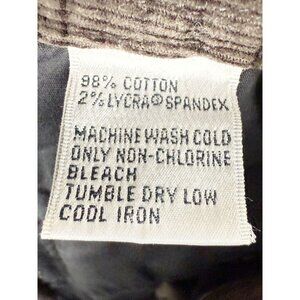 98% COTTON
2% LYCRA® SPANDEX
MACHINE WASH COLD
ONLY NON-CHLORINE
BLEACH
TUMBLE DRY LOW
COOL IRON